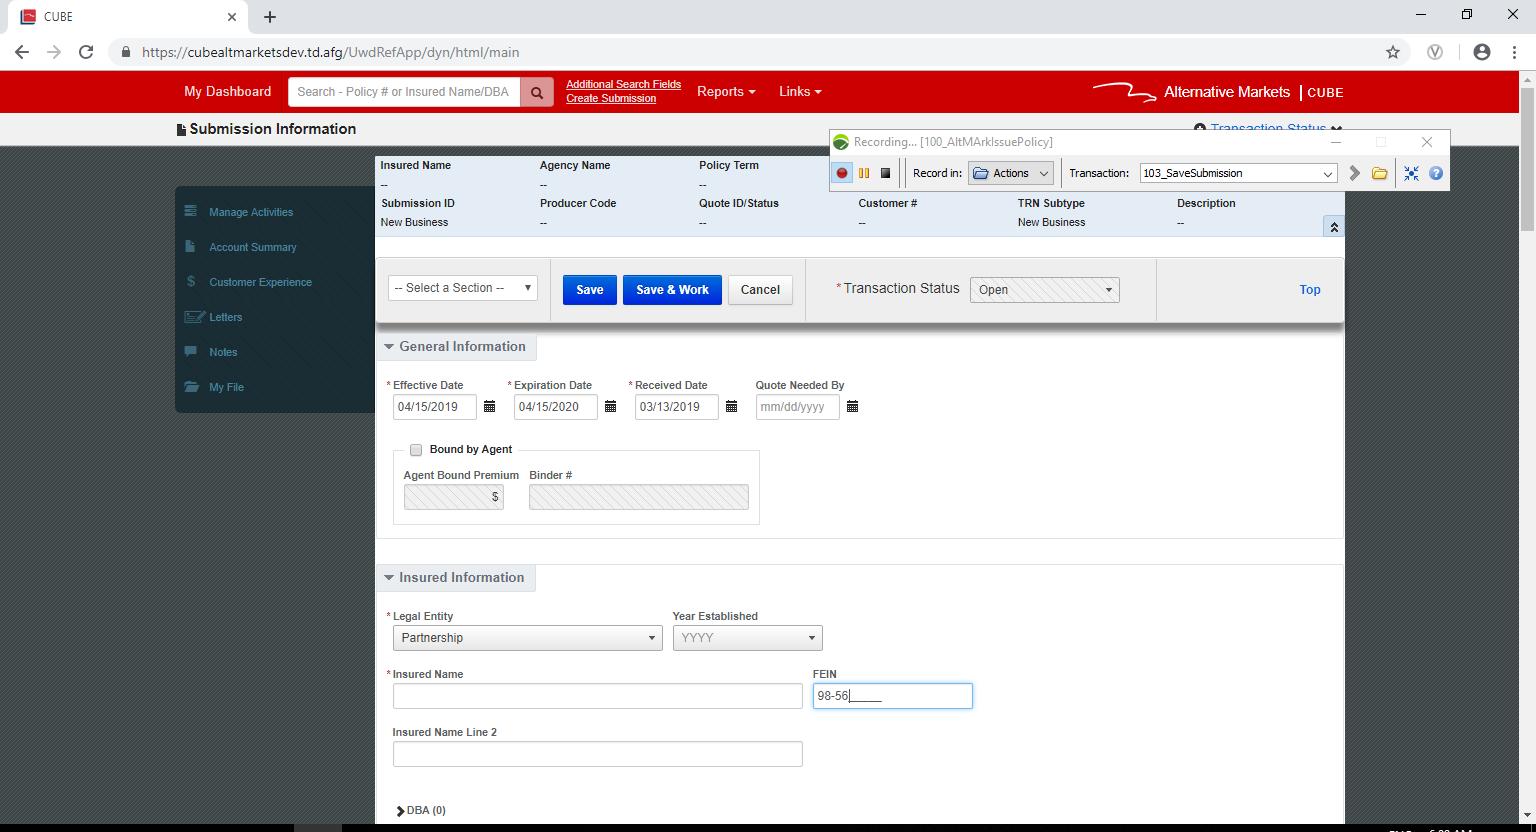 CUBE
https://cubealtmarketsdev.td.afg/UwdRefApp/dyn/html/main
My Dashboard
Search - Policy # or Insured Name/DBA
Additional Search Fields
Create Submission
Reports
Links
Alternative Markets | CUBE
Submission Information
Transaction Status
Recording... [100_AltMArkIssuePolicy]
Record in:
Actions
Transaction:
103_SaveSubmission
Insured Name
Agency Name
Policy Term
--
--
--
Submission ID
Producer Code
Quote ID/Status
Customer #
TRN Subtype
Description
New Business
--
--
--
New Business
--
Manage Activities
Account Summary
$ Customer Experience
Letters
Notes
My File
-- Select a Section --
Save
Save & Work
Cancel
*Transaction Status
Open
Top
General Information
*Effective Date
*Expiration Date
*Received Date
Quote Needed By
04/15/2019
04/15/2020
03/13/2019
mm/dd/yyyy
Bound by Agent
Agent Bound Premium
Binder #
$
Insured Information
*Legal Entity
Year Established
Partnership
YYYY
*Insured Name
FEIN
98-56_____
Insured Name Line 2
DBA (0)